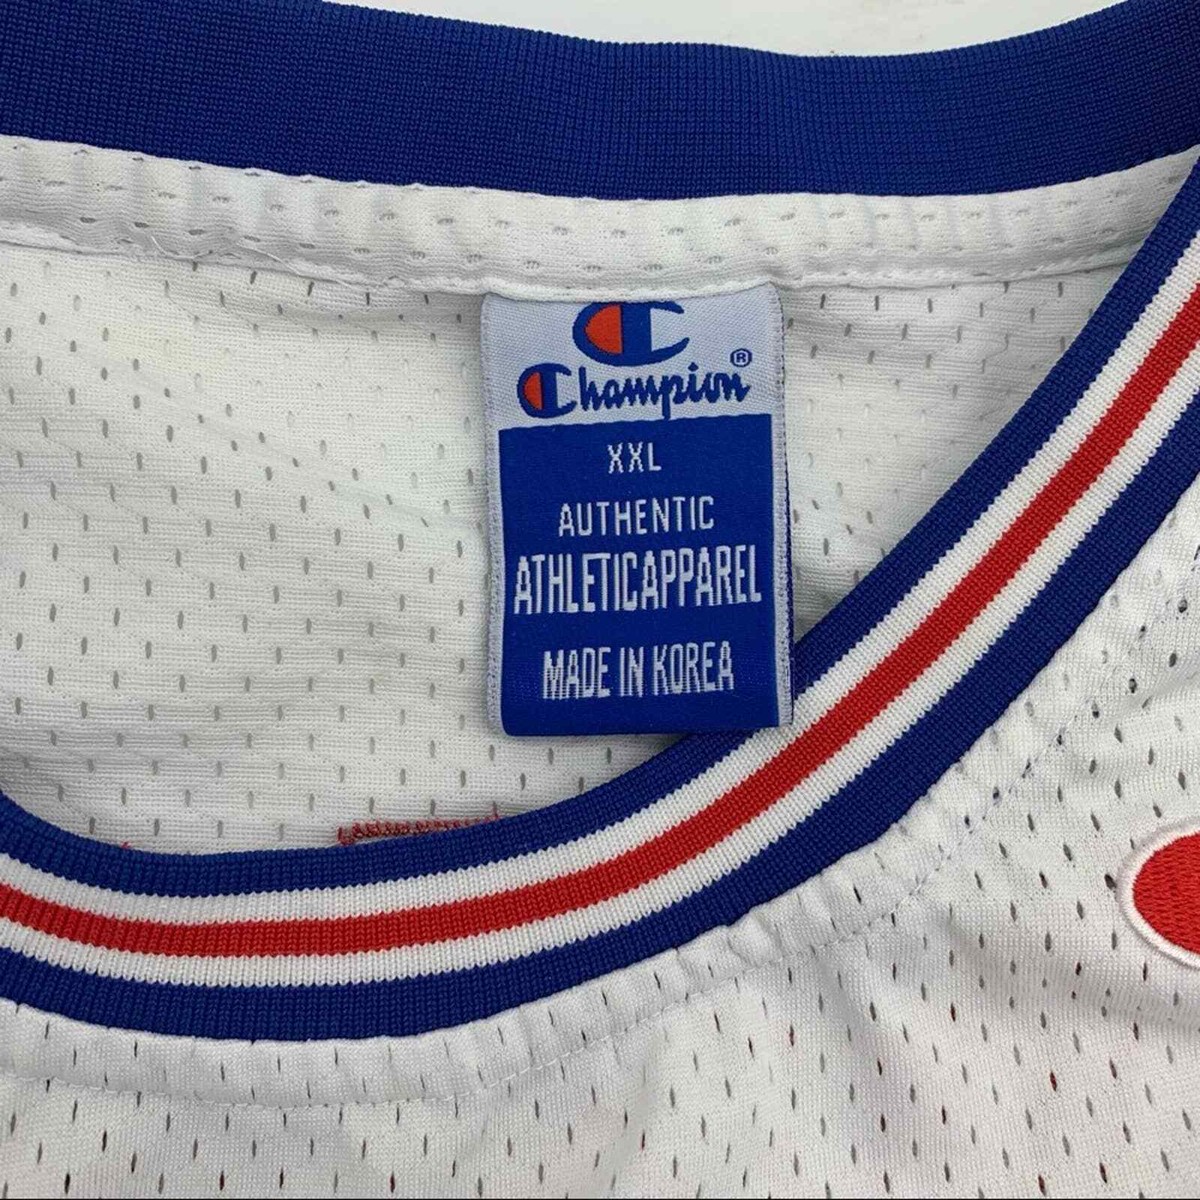 Champion®
XXL
AUTHENTIC
ATHLETICAPPAREL
MADE IN KOREA